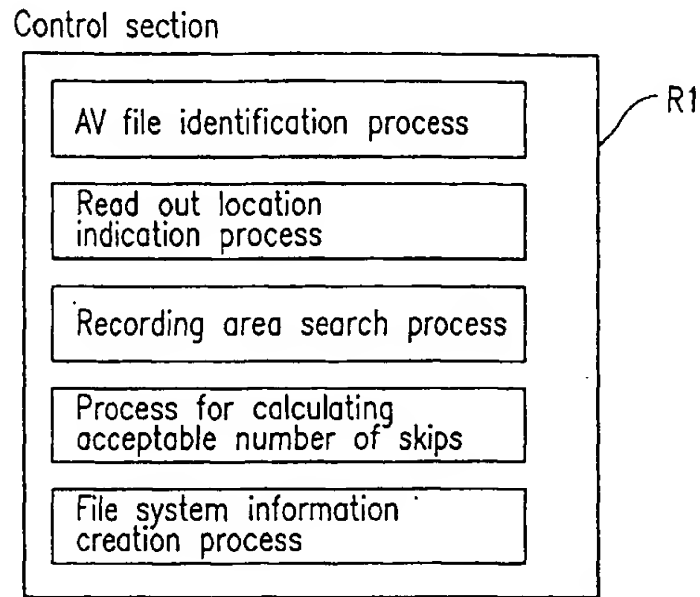 Control section
R1
AV file identification process
Read out location
indication process
Recording area search process
Process for calculating
acceptable number of skips
File system information
creation process